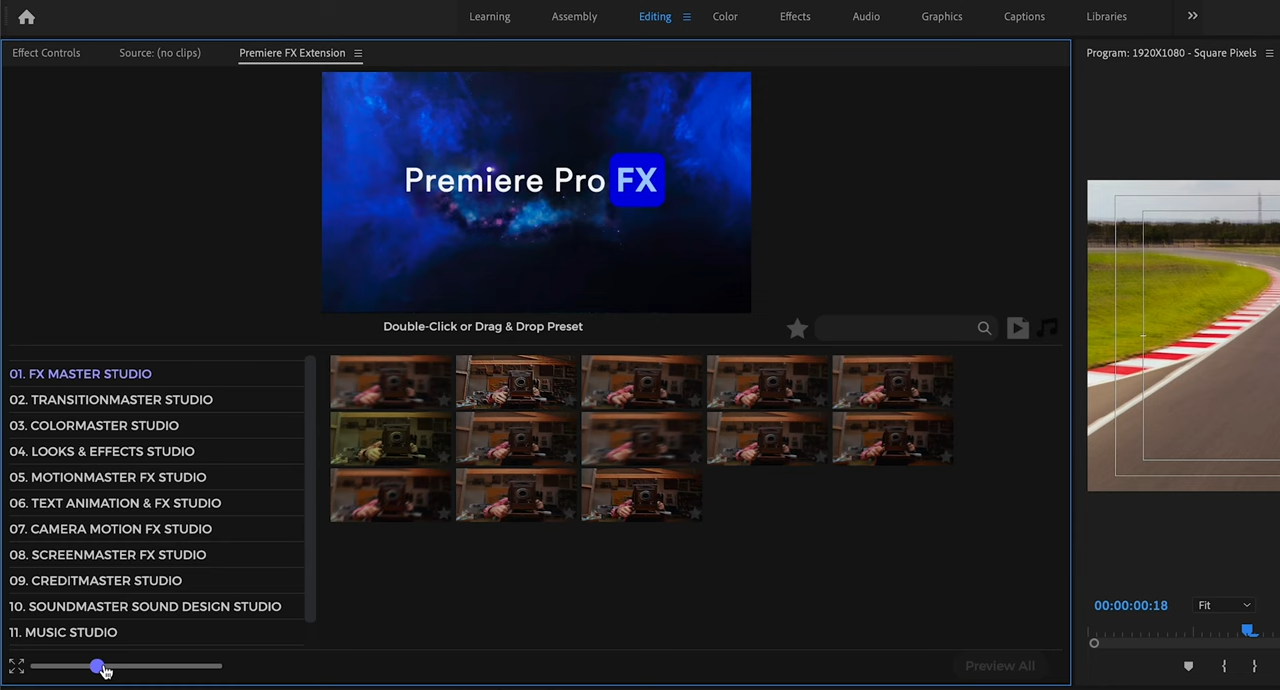 Learning
Assembly
Editing
Color
Effects
Audio
Graphics
Captions
Libraries
Effect Controls
Source: (no clips)
Premiere FX Extension
Program: 1920X1080 - Square Pixels
Premiere Pro FX
Double-Click or Drag & Drop Preset
01. FX MASTER STUDIO
02. TRANSITIONMASTER STUDIO
03. COLORMASTER STUDIO
04. LOOKS & EFFECTS STUDIO
05. MOTIONMASTER FX STUDIO
06. TEXT ANIMATION & FX STUDIO
07. CAMERA MOTION FX STUDIO
08. SCREENMASTER FX STUDIO
09. CREDITMASTER STUDIO
10. SOUNDMASTER SOUND DESIGN STUDIO
11. MUSIC STUDIO
00:00:00:18
Fit
Preview All